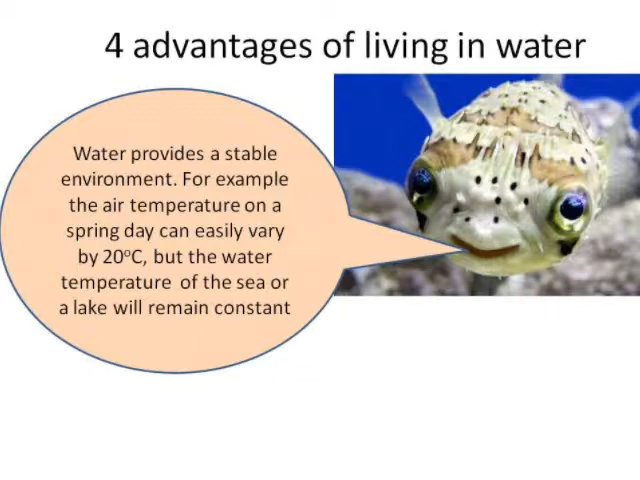 4 advantages of living in water
Water provides a stable
environment. For example
the air temperature on a
spring day can easily vary
by 20°C, but the water
temperature of the sea or
a lake will remain constant